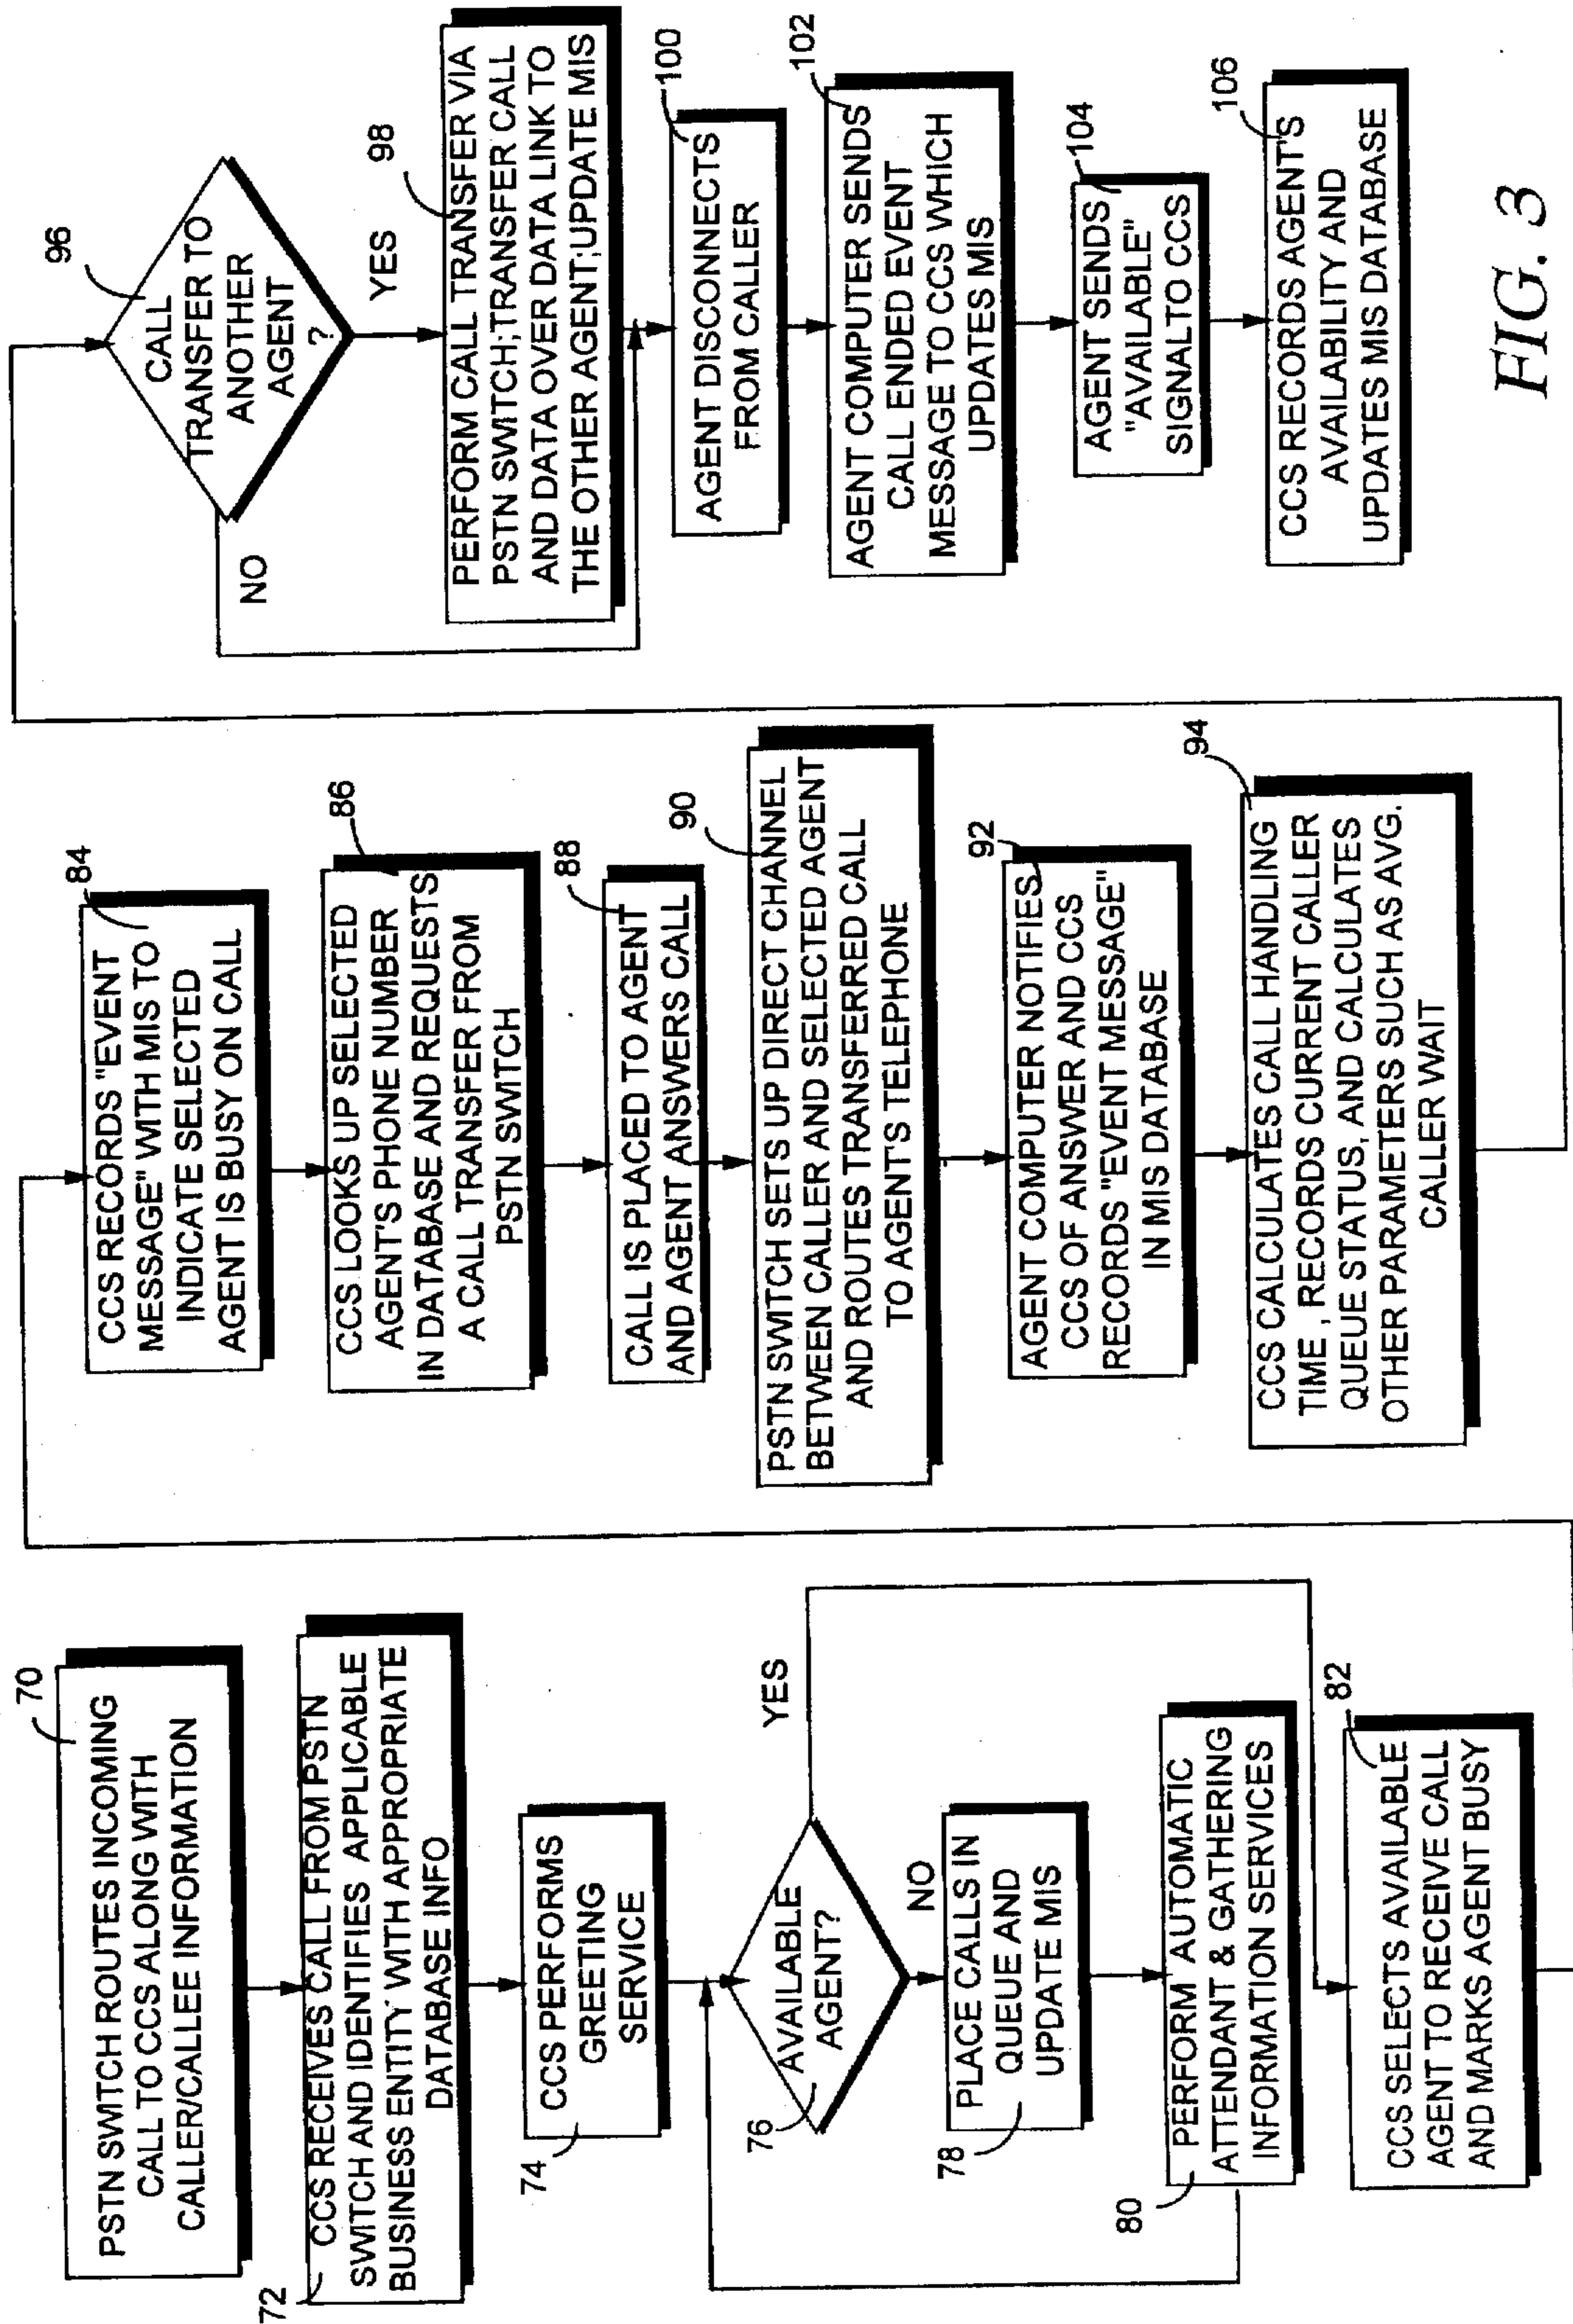 70
PSTN SWITCH ROUTES INCOMING
CALL TO CCS ALONG WITH
CALLER/CALLEE INFORMATION
72
CCS RECEIVES CALL FROM PSTN
SWITCH AND IDENTIFIES APPLICABLE
BUSINESS ENTITY WITH APPROPRIATE
DATABASE INFO
74
CCS PERFORMS
GREETING
SERVICE
76
AVAILABLE
AGENT?
YES
NO
78
PLACE CALLS IN
QUEUE AND
UPDATE MIS
80
PERFORM AUTOMATIC
ATTENDANT & GATHERING
INFORMATION SERVICES
82
CCS SELECTS AVAILABLE
AGENT TO RECEIVE CALL
AND MARKS AGENT BUSY
84
CCS RECORDS "EVENT
MESSAGE" WITH MIS TO
INDICATE SELECTED
AGENT IS BUSY ON CALL
86
CCS LOOKS UP SELECTED
AGENT'S PHONE NUMBER
IN DATABASE AND REQUESTS
A CALL TRANSFER FROM
PSTN SWITCH
88
CALL IS PLACED TO AGENT
AND AGENT ANSWERS CALL
90
PSTN SWITCH SETS UP DIRECT CHANNEL
BETWEEN CALLER AND SELECTED AGENT
AND ROUTES TRANSFERRED CALL
TO AGENT'S TELEPHONE
92
AGENT COMPUTER NOTIFIES
CCS OF ANSWER AND CCS
RECORDS "EVENT MESSAGE"
IN MIS DATABASE
94
CCS CALCULATES CALL HANDLING
TIME , RECORDS CURRENT CALLER
QUEUE STATUS, AND CALCULATES
OTHER PARAMETERS SUCH AS AVG.
CALLER WAIT
96
CALL
TRANSFER TO
ANOTHER
AGENT
?
NO
YES
98
PERFORM CALL TRANSFER VIA
PSTN SWITCH;TRANSFER CALL
AND DATA OVER DATA LINK TO
THE OTHER AGENT;UPDATE MIS
100
AGENT DISCONNECTS
FROM CALLER
102
AGENT COMPUTER SENDS
CALL ENDED EVENT
MESSAGE TO CCS WHICH
UPDATES MIS
104
AGENT SENDS
"AVAILABLE"
SIGNAL TO CCS
106
CCS RECORDS AGENT'S
AVAILABILITY AND
UPDATES MIS DATABASE
FIG. 3